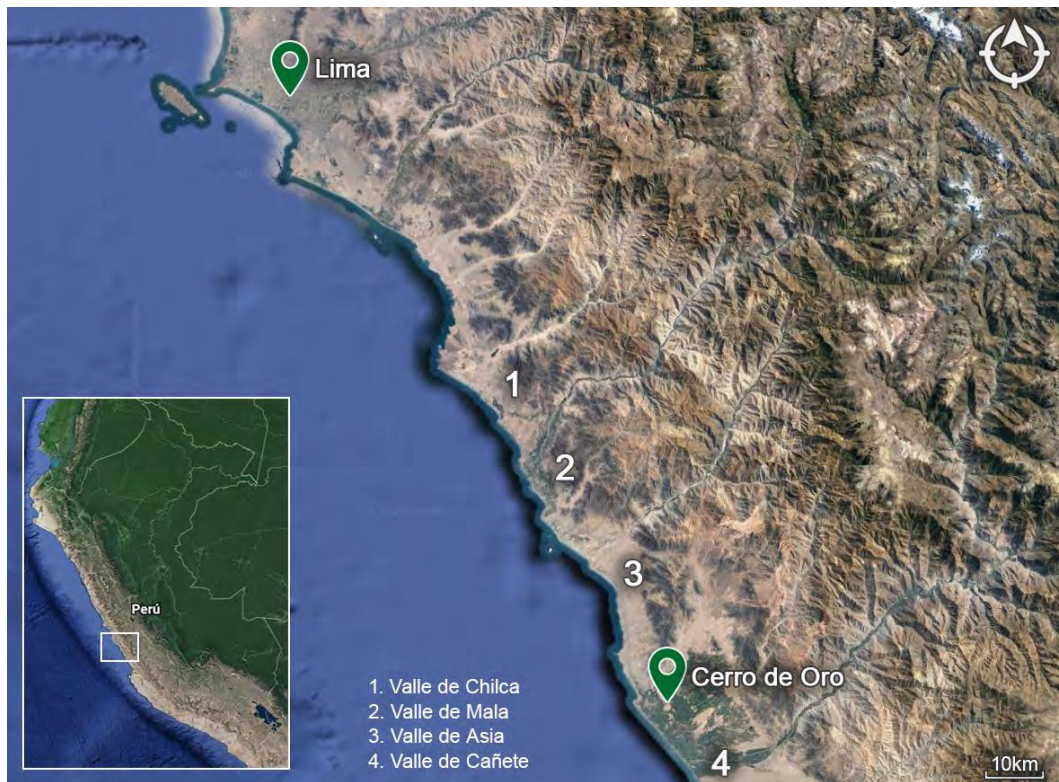 Lima
1
2
3
Cerro de Oro
4
Perú
1. Valle de Chilca
2. Valle de Mala
3. Valle de Asia
4. Valle de Cañete
10km